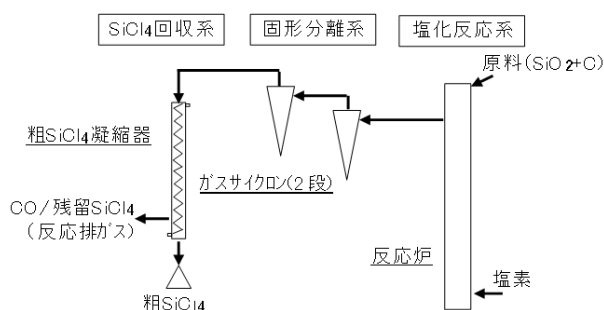 SiCl4回収系
固形分離系
塩化反応系
原料(SiO2+C)
粗SiCl4凝縮器
ガスサイクロン(2段)
CO/残留SiCl4
(反応排ガス)
反応炉
塩素
粗SiCl4